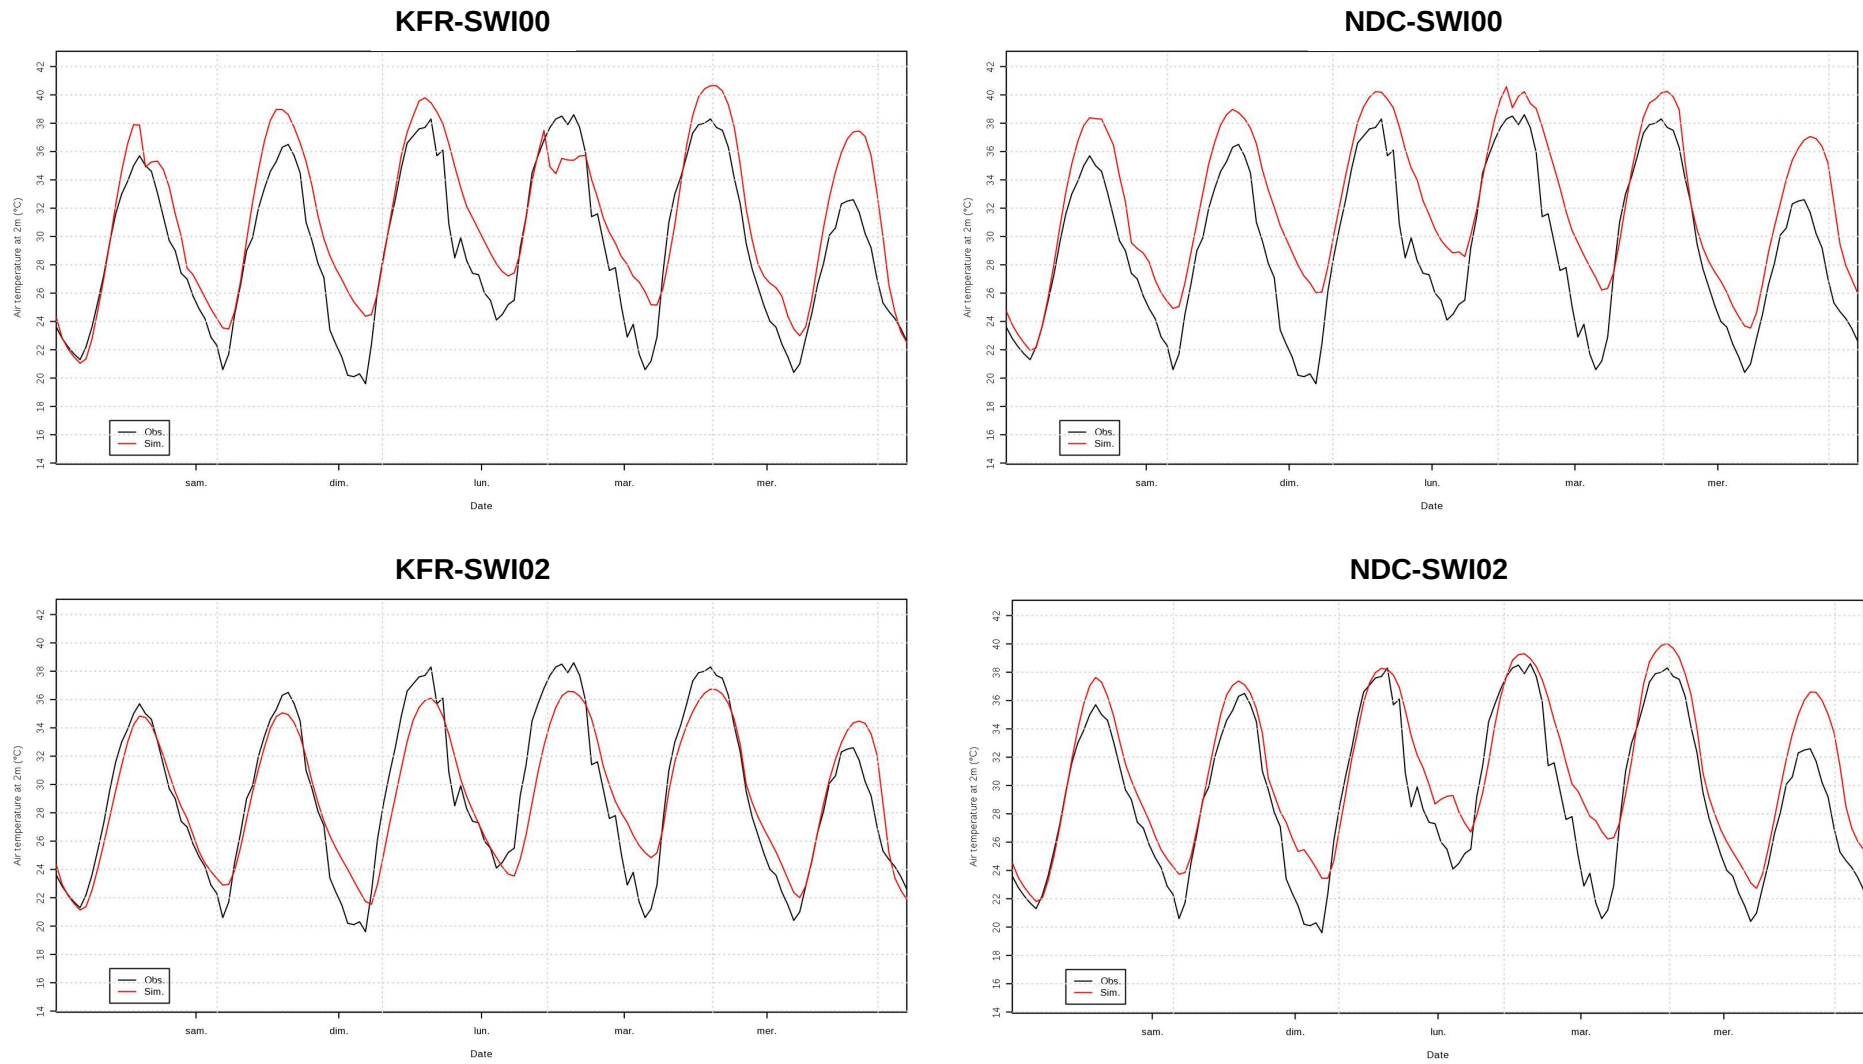 KFR-SWI00
42
40
38
36
34
32
30
28
26
24
22
20
18
16
14
Air temperature at 2m (°C)
Obs.
Sim.
sam.
dim.
lun.
mar.
mer.
Date
NDC-SWI00
42
40
38
36
34
32
30
28
26
24
22
20
18
16
14
Air temperature at 2m (°C)
Obs.
Sim.
sam.
dim.
lun.
mar.
mer.
Date
KFR-SWI02
42
40
38
36
34
32
30
28
26
24
22
20
18
16
14
Air temperature at 2m (°C)
Obs.
Sim.
sam.
dim.
lun.
mar.
mer.
Date
NDC-SWI02
42
40
38
36
34
32
30
28
26
24
22
20
18
16
14
Air temperature at 2m (°C)
Obs.
Sim.
sam.
dim.
lun.
mar.
mer.
Date